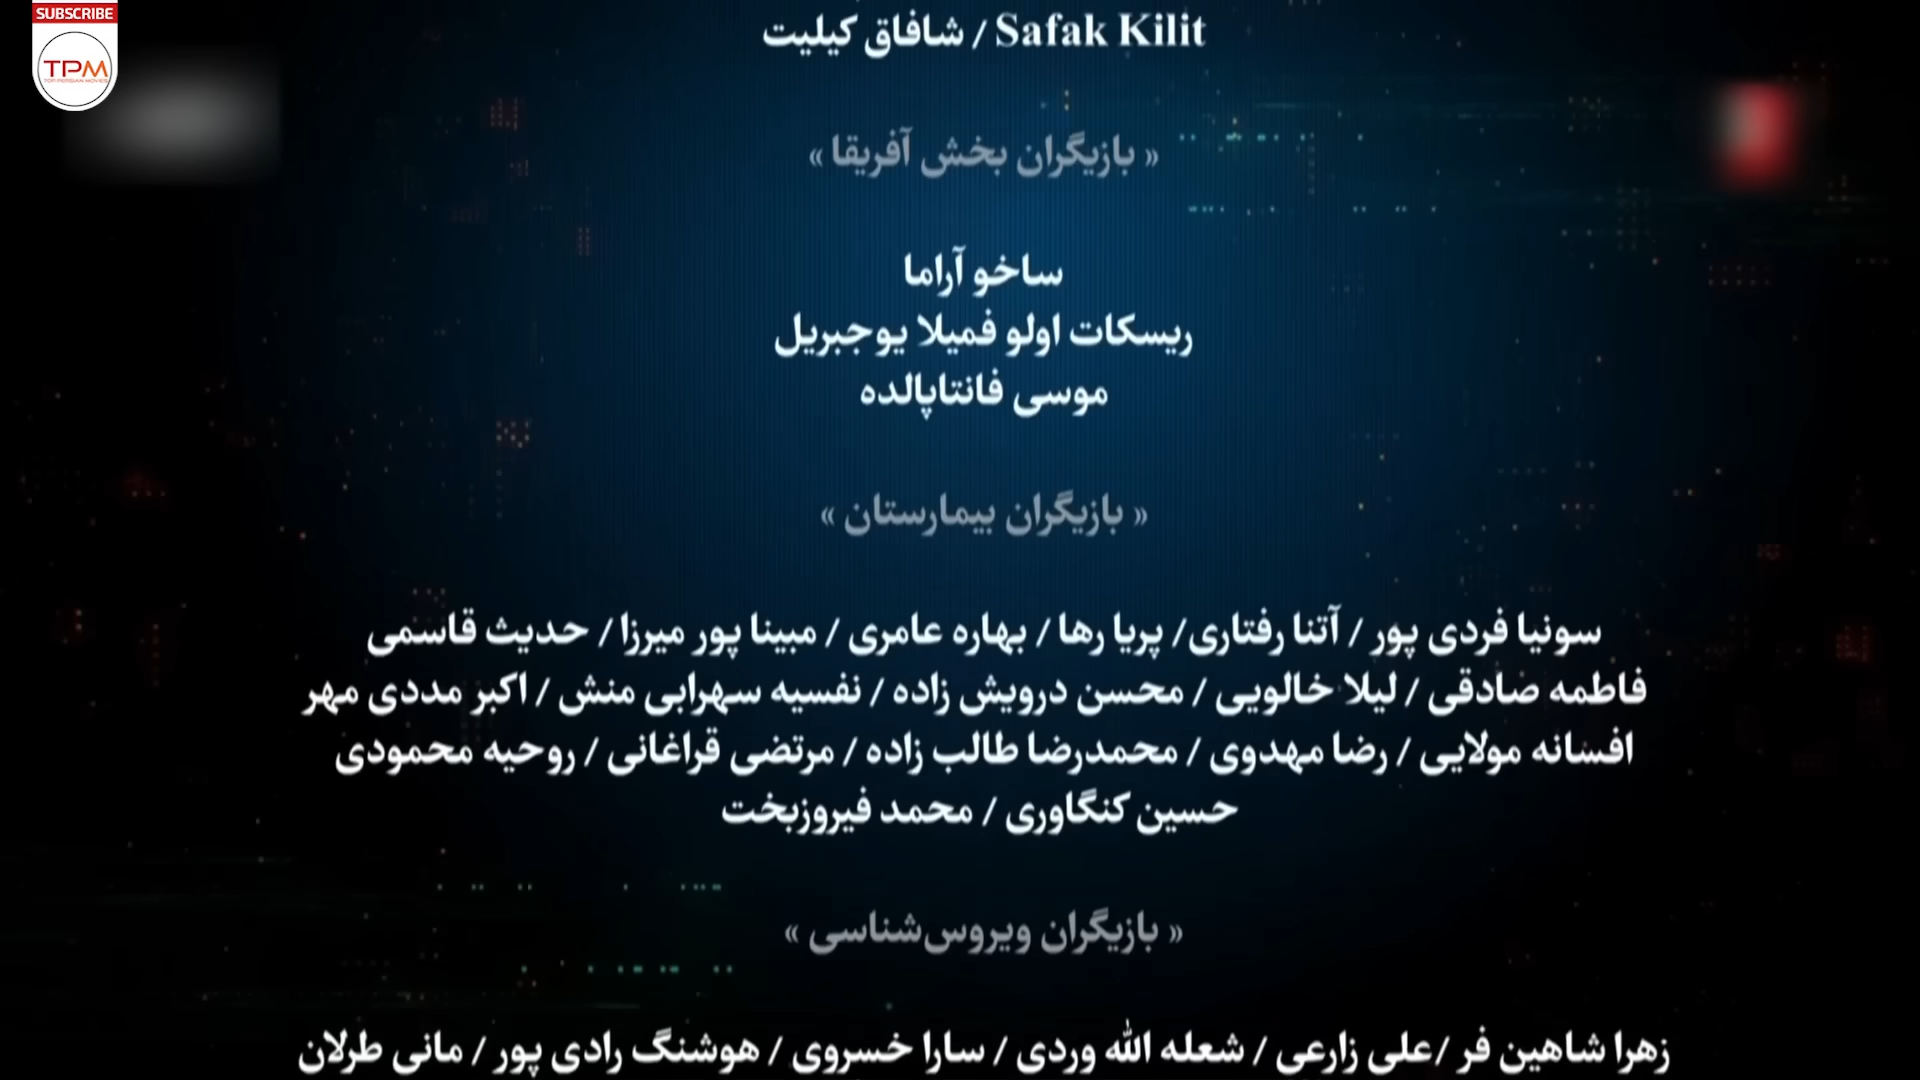 SUBSCRIBE
TPM
TOP PERSIAN MOVIES
شافاق کیلیت / Safak Kilit
« بازیگران بخش آفریقا »
ساخو آراما
ریسکات اولو فمیلا یوجبریل
موسی فانتاپالده
« بازیگران بیمارستان »
سونیا فردی پور / آتنا رفتاری/ پریا رها / بهاره عامری / مبینا پور میرزا / حدیث قاسمی
فاطمه صادقی / لیلا خالویی / محسن درویش زاده / نفسیه سهرابی منش / اکبر مددی مهر
افسانه مولایی / رضا مهدوی / محمدرضا طالب زاده / مرتضی قراغانی / روحیه محمودی
حسین کنگاوری / محمد فیروزبخت
« بازیگران ویروس‌شناسی »
زهرا شاهین فر /علی زارعی / شعله الله وردی / سارا خسروی / هوشنگ رادی پور / مانی طرلان